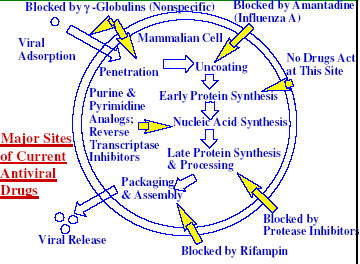 Blocked by γ -Globulins (Nonspecific)
Blocked by Amantadine
(Influenza A)
Viral
Adsorption
Mammalian Cell
Penetration
Uncoating
No Drugs Act
at This Site
Early Protein Synthesis
Purine &
Pyrimidine
Analogs;
Reverse
Transcriptase
Inhibitors
Nucleic Acid Synthesis
Major Sites
of Current
Antiviral
Drugs
Late Protein Synthesis
& Processing
Packaging
& Assembly
Blocked by
Protease Inhibitors
Viral Release
Blocked by Rifampin